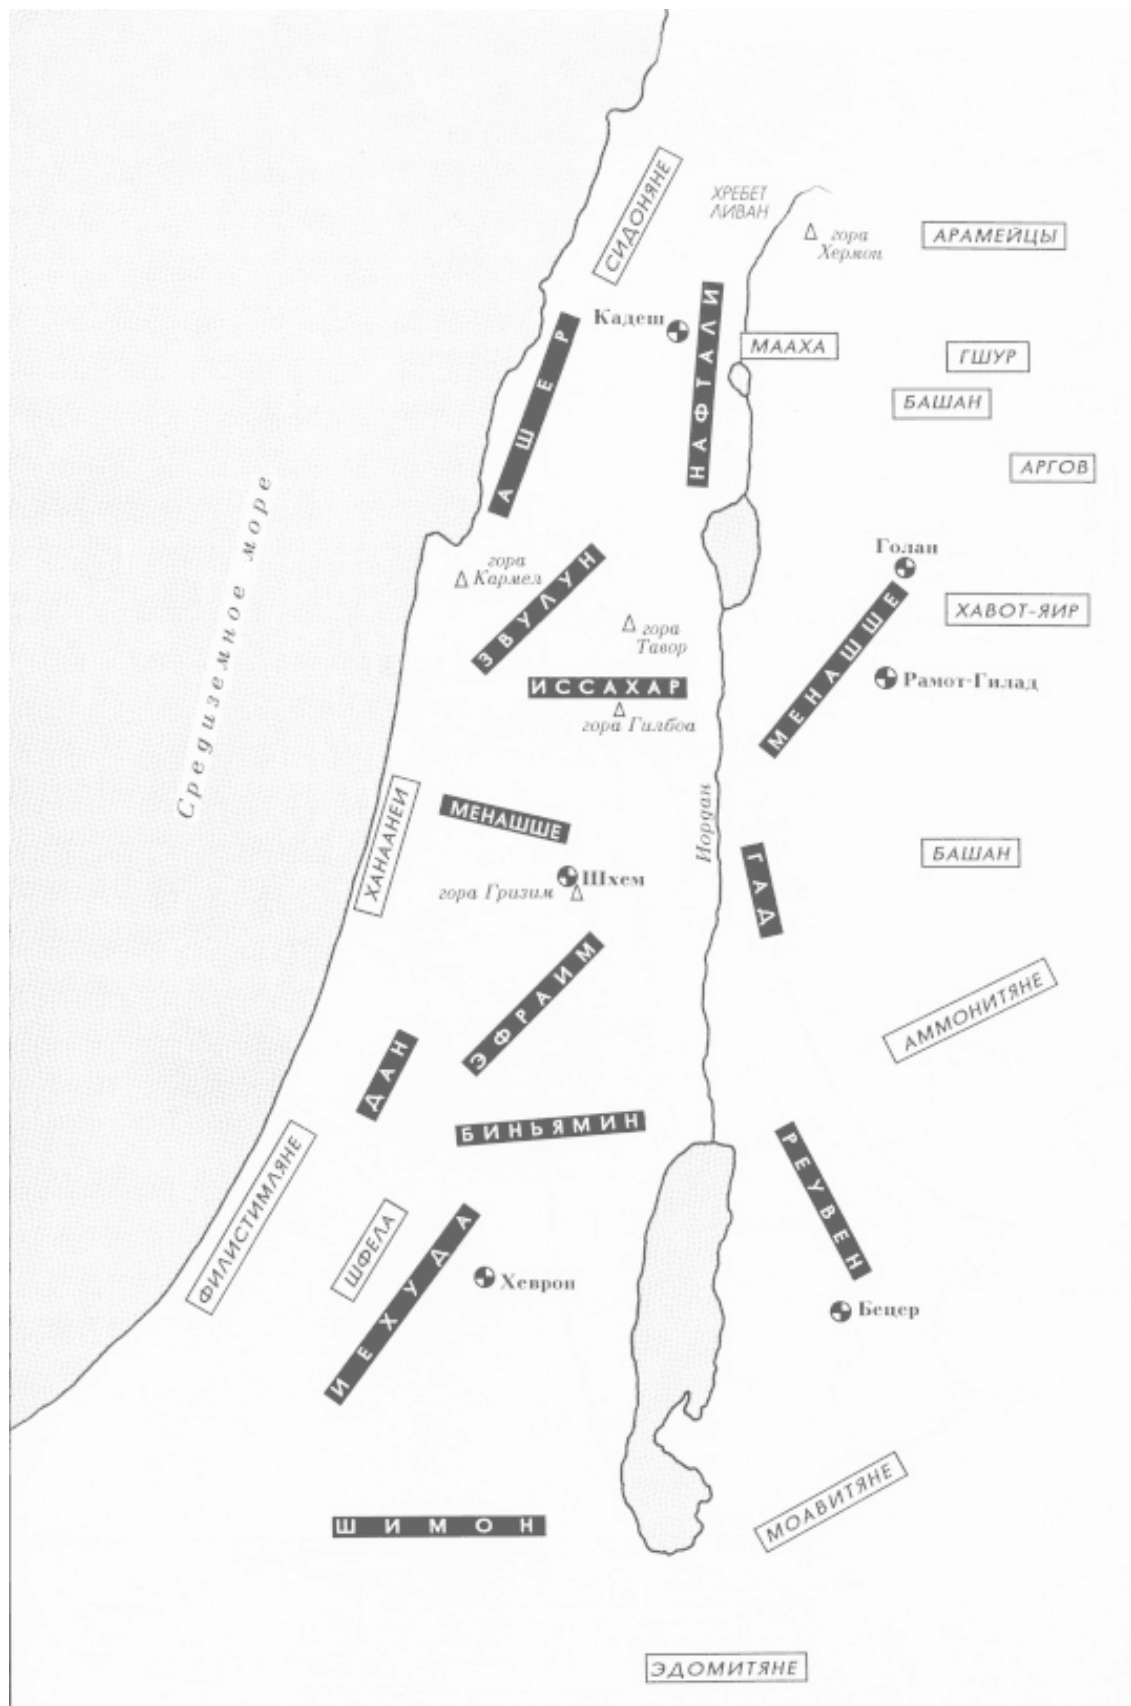 СИДОНЯНЕ
ХРЕБЕТ
ЛИВАН
гора
Хермон
АРАМЕЙЦЫ
Кадеш
НАФТАЛИ
АШЕР
МААХА
ГШУР
БАШАН
АРГОВ
Средиземное море
Голан
гора
Кармел
ЗВУЛУН
МЕНАШШЕ
ХАВОТ-ЯИР
гора
Тавор
ИССАХАР
Рамот-Гилад
гора Гилбоа
ХАНААНЕИ
МЕНАШШЕ
Иордан
ГАД
БАШАН
Шхем
гора Гризим
ЭФРАИМ
АММОНИТЯНЕ
ДАН
БИНЬЯМИН
РЕУВЕН
ФИЛИСТИМЛЯНЕ
ШФЕЛА
ИЕХУДА
Хеврон
Бецер
МОАВИТЯНЕ
ШИМОН
ЭДОМИТЯНЕ